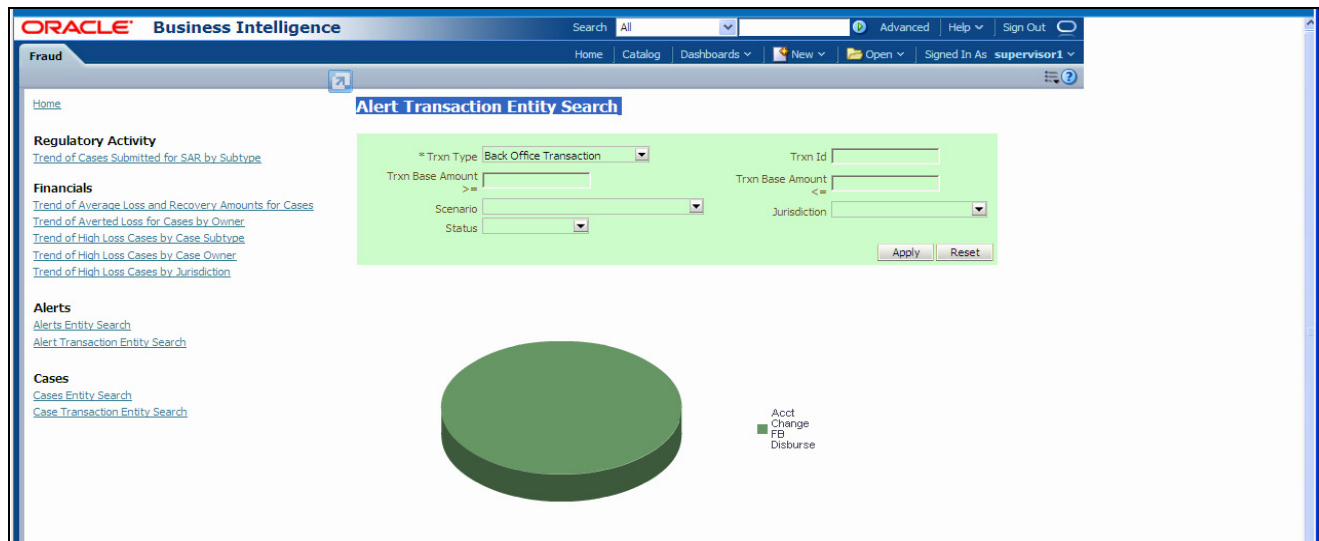 ORACLE Business Intelligence
Search All Advanced Help Sign Out
Fraud
Home Catalog Dashboards New Open Signed In As supervisor1
Home
Regulatory Activity
Trend of Cases Submitted for SAR by Subtype
Financials
Trend of Average Loss and Recovery Amounts for Cases
Trend of Averted Loss for Cases by Owner
Trend of High Loss Cases by Case Subtype
Trend of High Loss Cases by Case Owner
Trend of High Loss Cases by Jurisdiction
Alerts
Alerts Entity Search
Alert Transaction Entity Search
Cases
Cases Entity Search
Case Transaction Entity Search
Alert Transaction Entity Search
* Trxn Type Back Office Transaction
Trxn Id
Trxn Base Amount
>=
Trxn Base Amount
<=
Scenario
Jurisdiction
Status
Apply Reset
Acct
Change
FB
Disburse